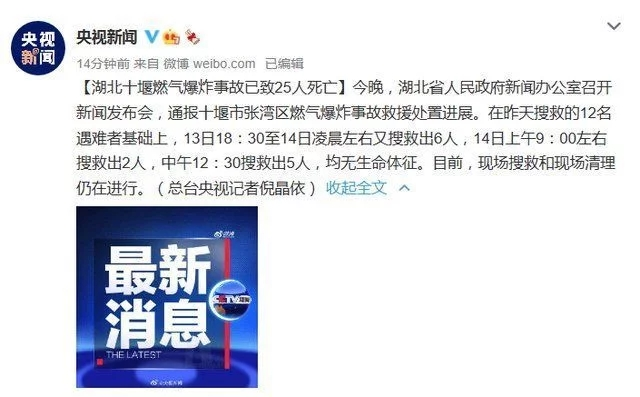 央视
新闻
央视新闻
14分钟前 来自 微博 weibo.com 已编辑
【湖北十堰燃气爆炸事故已致25人死亡】今晚，湖北省人民政府新闻办公室召开
新闻发布会，通报十堰市张湾区燃气爆炸事故救援处置进展。在昨天搜救的12名
遇难者基础上，13日18：30至14日凌晨左右又搜救出6人，14日上午9：00左右
搜救出2人，中午12：30搜救出5人，均无生命体征。目前，现场搜救和现场清理
仍在进行。（总台央视记者倪晶依） 收起全文
最新
消息
THE LATEST
@央视新闻